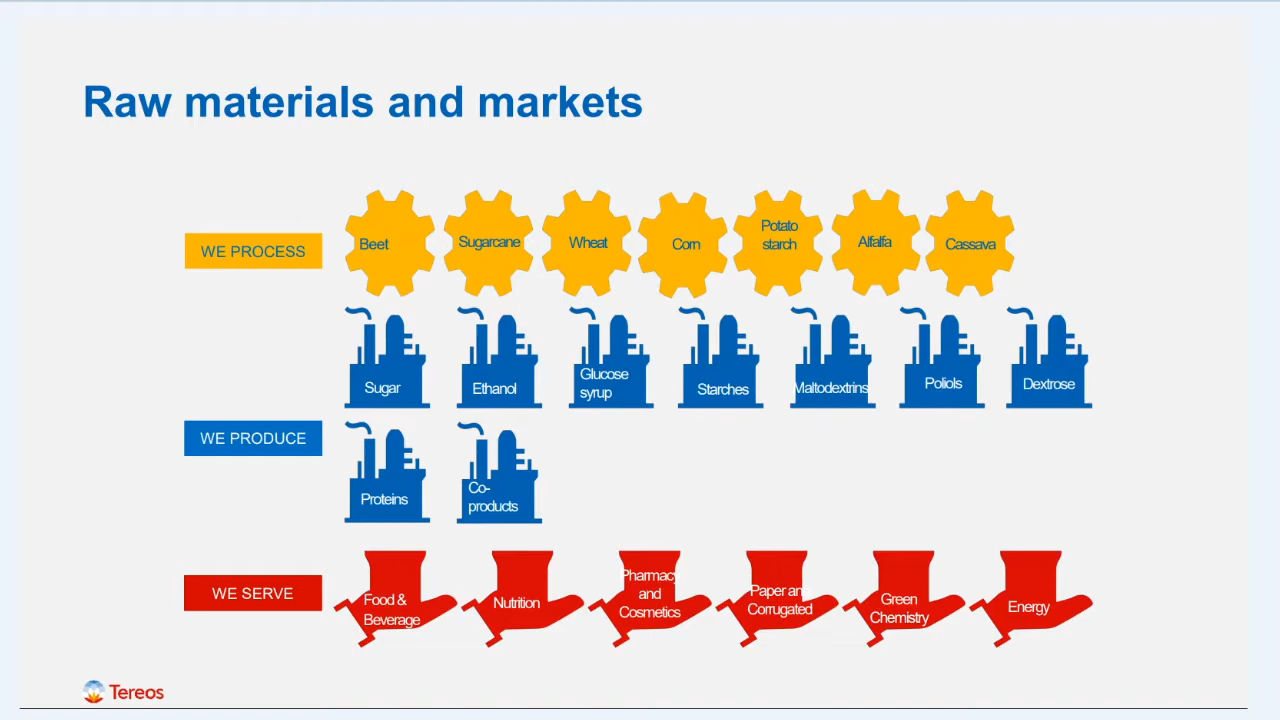 Raw materials and markets
WE PROCESS
Beet
Sugarcane
Wheat
Corn
Potato
starch
Alfalfa
Cassava
WE PRODUCE
Sugar
Ethanol
Glucose
syrup
Starches
Maltodextrins
Poliols
Dextrose
Proteins
Co-
products
WE SERVE
Food &
Beverage
Nutrition
Pharmacy
and
Cosmetics
Paper an
Corrugated
Green
Chemistry
Energy
Tereos